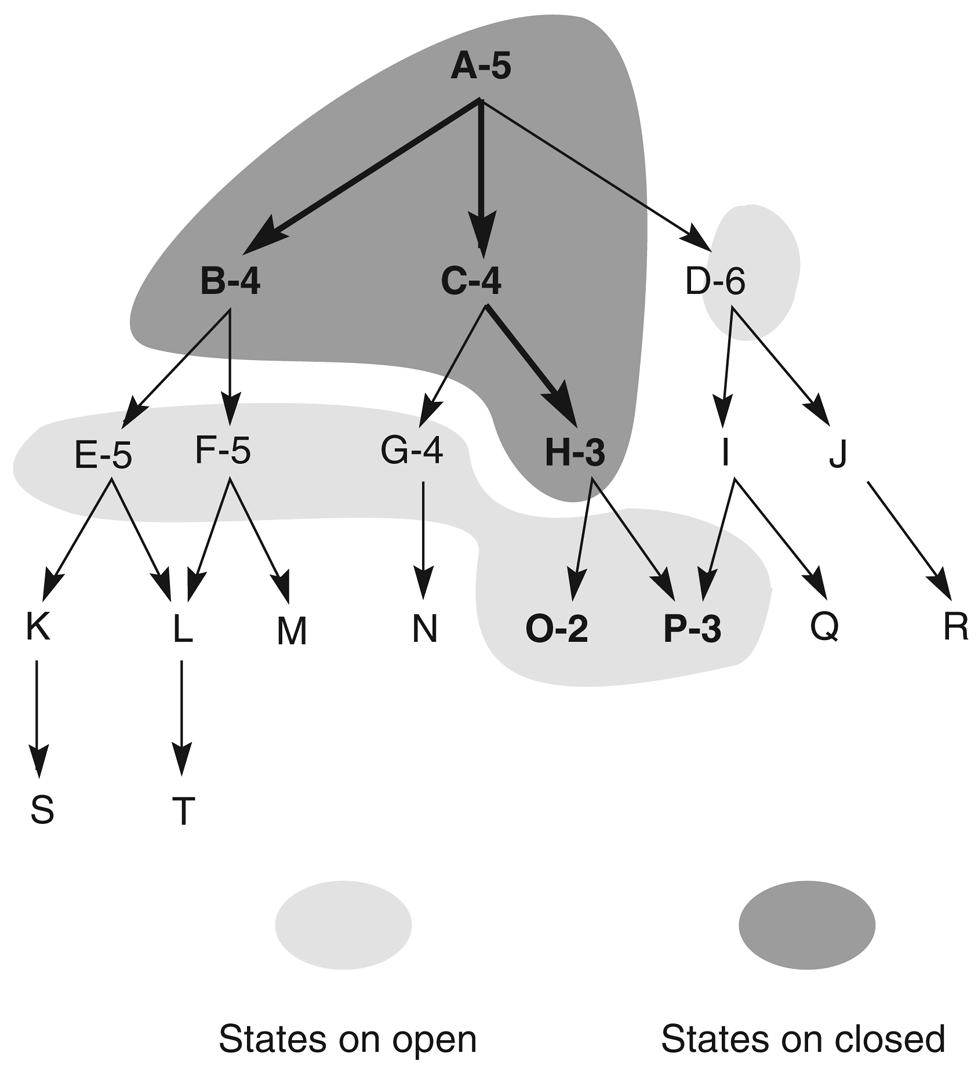 A-5
B-4 C-4 D-6
E-5 F-5 G-4 H-3 I J
K L M N O-2 P-3 Q R
S T
States on open States on closed